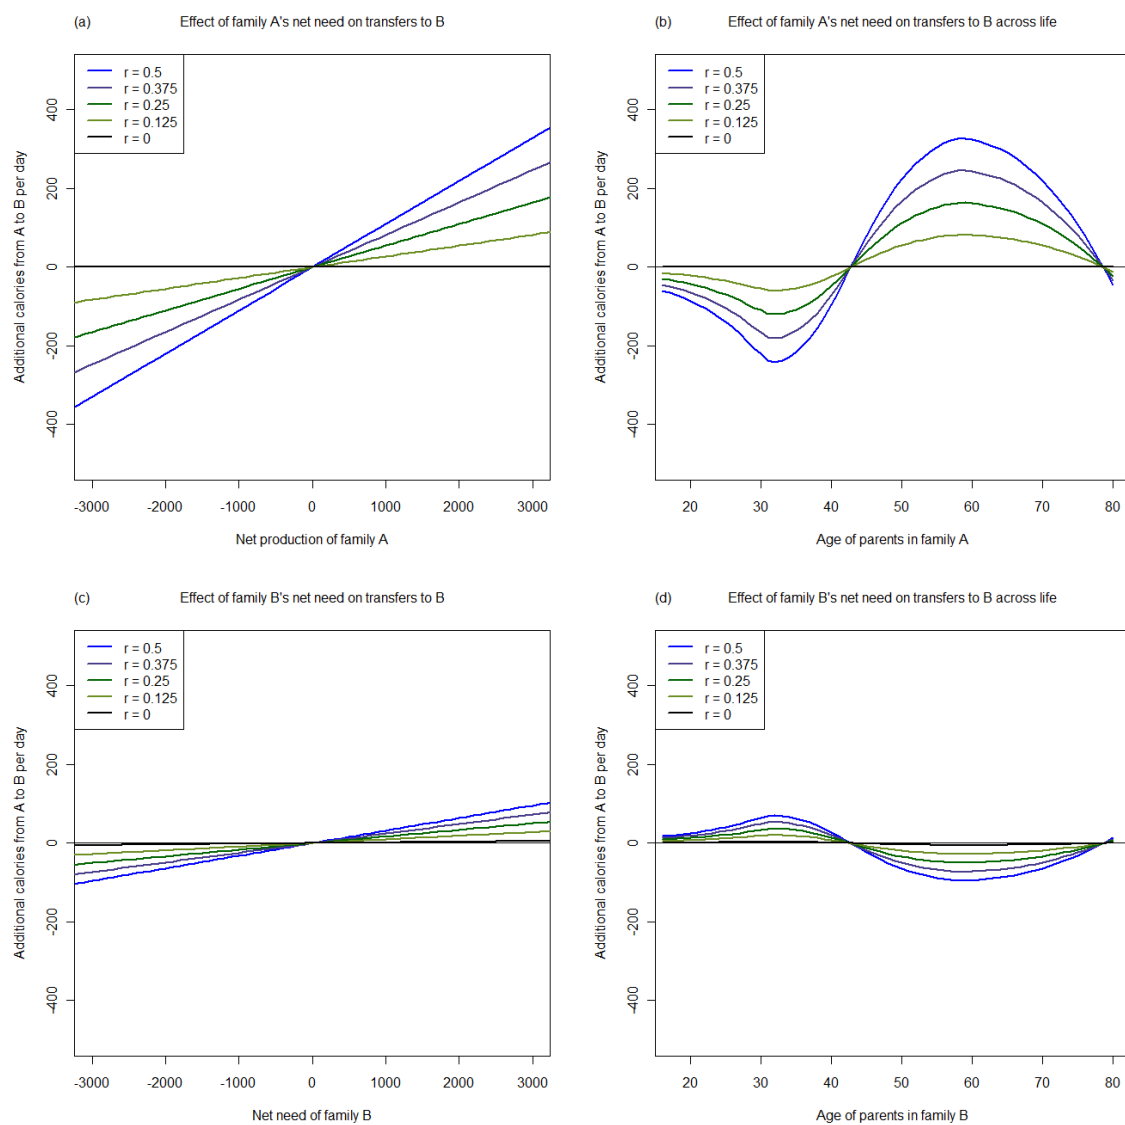 (a) Effect of family A's net need on transfers to B
r = 0.5
r = 0.375
r = 0.25
r = 0.125
r = 0
Additional calories from A to B per day
400
200
0
-200
-400
-3000 -2000 -1000 0 1000 2000 3000
Net production of family A
(b) Effect of family A's net need on transfers to B across life
r = 0.5
r = 0.375
r = 0.25
r = 0.125
r = 0
Additional calories from A to B per day
400
200
0
-200
-400
20 30 40 50 60 70 80
Age of parents in family A
(c) Effect of family B's net need on transfers to B
r = 0.5
r = 0.375
r = 0.25
r = 0.125
r = 0
Additional calories from A to B per day
400
200
0
-200
-400
-3000 -2000 -1000 0 1000 2000 3000
Net need of family B
(d) Effect of family B's net need on transfers to B across life
r = 0.5
r = 0.375
r = 0.25
r = 0.125
r = 0
Additional calories from A to B per day
400
200
0
-200
-400
20 30 40 50 60 70 80
Age of parents in family B